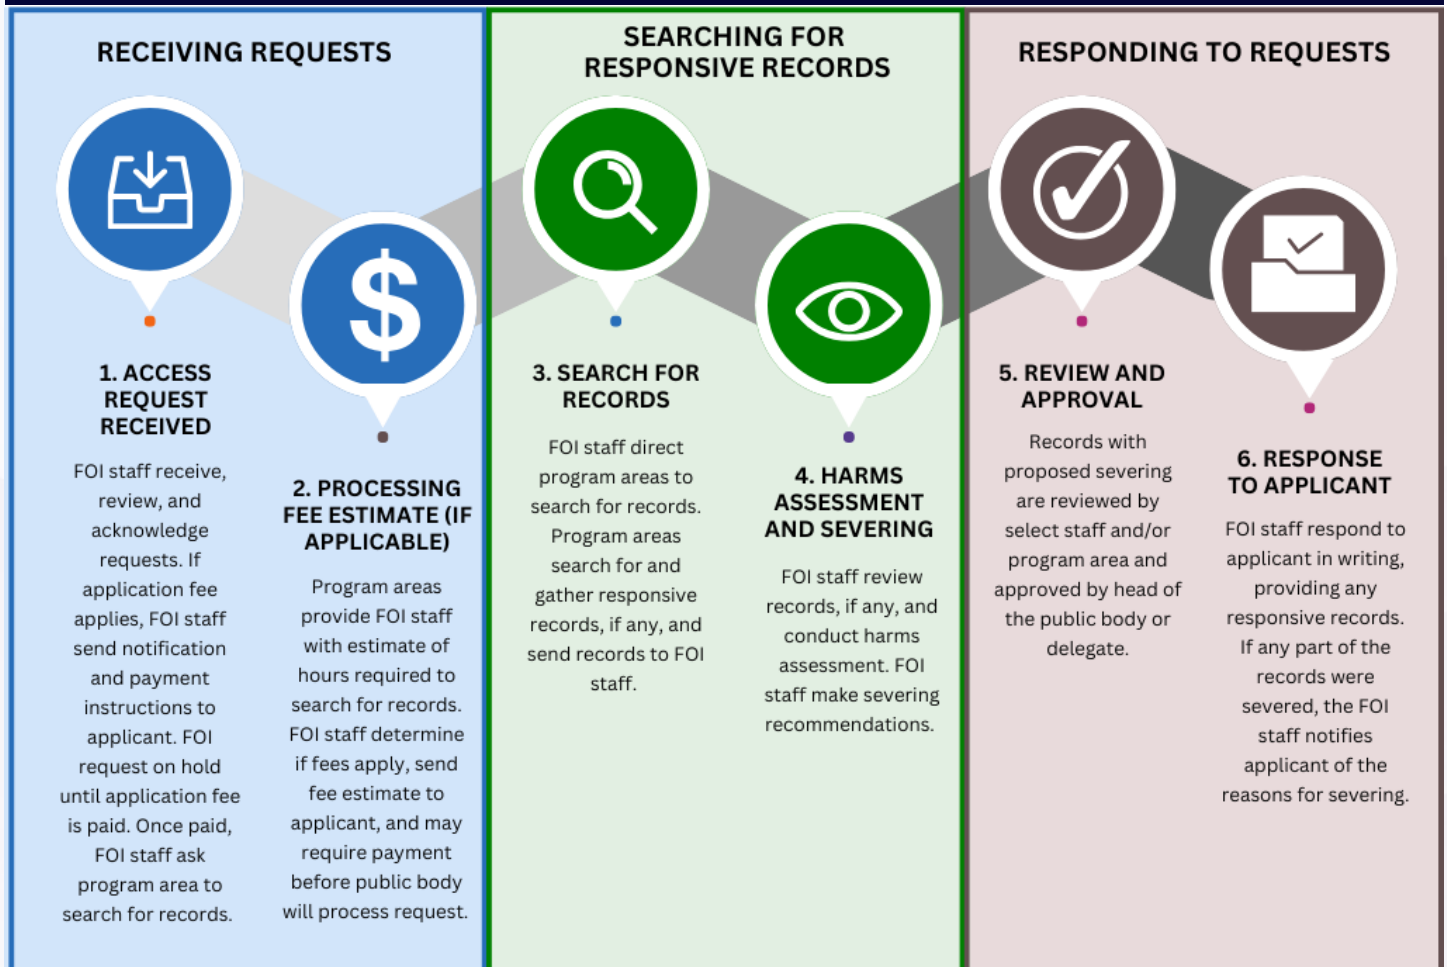 RECEIVING REQUESTS
1. ACCESS
REQUEST
RECEIVED
FOI staff receive,
review, and
acknowledge
requests. If
application fee
applies, FOI staff
send notification
and payment
instructions to
applicant. FOI
request on hold
until application fee
is paid. Once paid,
FOI staff ask
program area to
search for records.
$
2. PROCESSING
FEE ESTIMATE (IF
APPLICABLE)
Program areas
provide FOI staff
with estimate of
hours required to
search for records.
FOI staff determine
if fees apply, send
fee estimate to
applicant, and may
require payment
before public body
will process request.
SEARCHING FOR
RESPONSIVE RECORDS
3. SEARCH FOR
RECORDS
FOI staff direct
program areas to
search for records.
Program areas
search for and
gather responsive
records, if any, and
send records to FOI
staff.
4. HARMS
ASSESSMENT
AND SEVERING
FOI staff review
records, if any, and
conduct harms
assessment. FOI
staff make severing
recommendations.
RESPONDING TO REQUESTS
5. REVIEW AND
APPROVAL
Records with
proposed severing
are reviewed by
select staff and/or
program area and
approved by head of
the public body or
delegate.
6. RESPONSE
TO APPLICANT
FOI staff respond to
applicant in writing,
providing any
responsive records.
If any part of the
records were
severed, the FOI
staff notifies
applicant of the
reasons for severing.